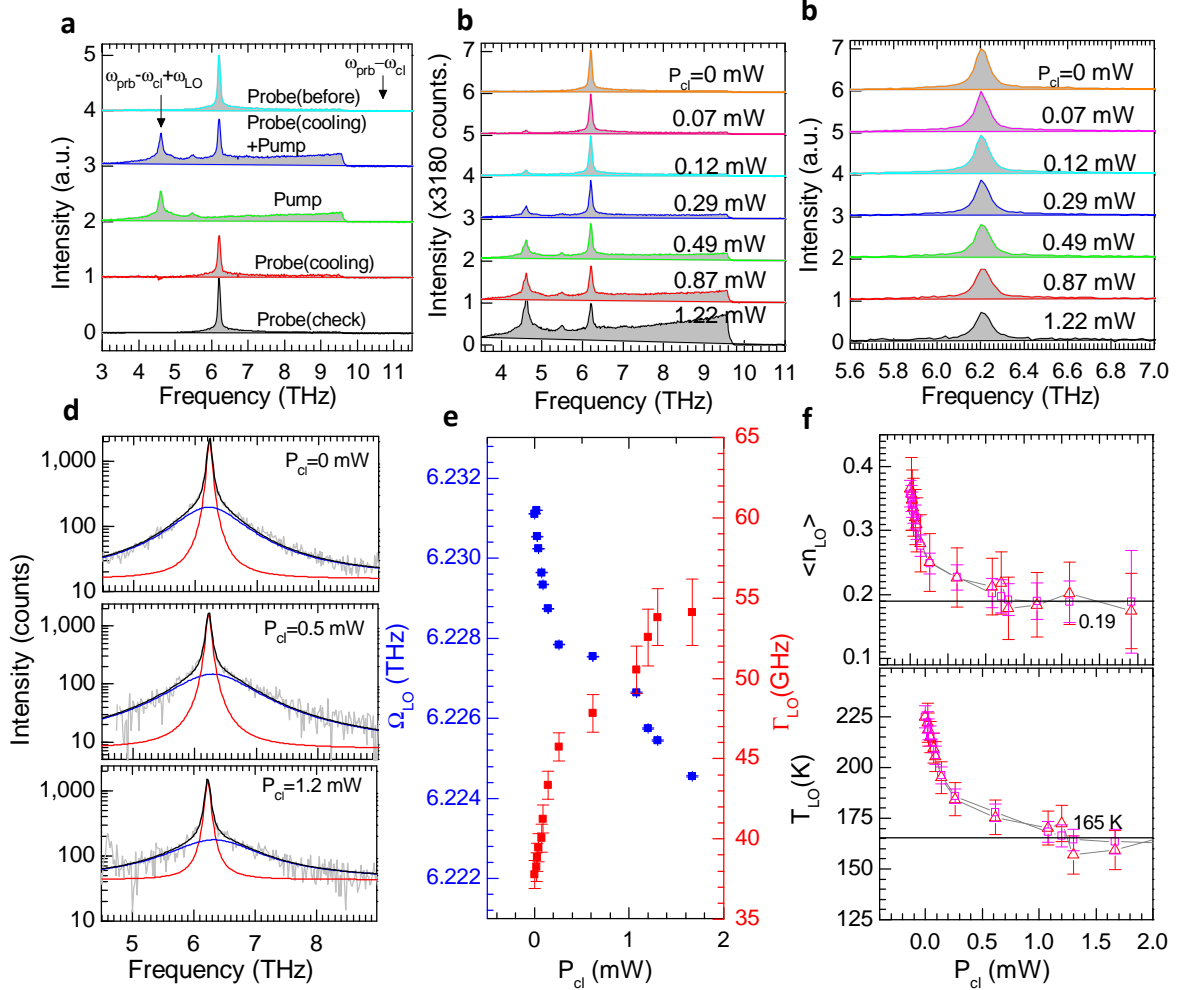 a
ω_prb-ω_cl+ω_LO
ω_prb-ω_cl
Probe(before)
Probe(cooling)
+Pump
Pump
Probe(cooling)
Probe(check)
Intensity (a.u.)
5
4
3
2
1
0
3 4 5 6 7 8 9 10 11
Frequency (THz)
b
P_cl=0 mW
0.07 mW
0.12 mW
0.29 mW
0.49 mW
0.87 mW
1.22 mW
Intensity (x3180 counts.)
7
6
5
4
3
2
1
0
4 5 6 7 8 9 10 11
Frequency (THz)
b
P_cl=0 mW
0.07 mW
0.12 mW
0.29 mW
0.49 mW
0.87 mW
1.22 mW
Intensity (a.u.)
7
6
5
4
3
2
1
0
5.6 5.8 6.0 6.2 6.4 6.6 6.8 7.0
Frequency (THz)
d
P_cl=0 mW
1,000
100
10
P_cl=0.5 mW
1,000
100
10
P_cl=1.2 mW
1,000
100
10
Intensity (counts)
5 6 7 8
Frequency (THz)
e
6.232
6.230
6.228
6.226
6.224
6.222
Ω_LO (THz)
65
60
55
50
45
40
35
Γ_LO(GHz)
0 1 2
P_cl (mW)
f
<n_LO>
0.4
0.3
0.2
0.1
0.19
T_LO(K)
225
200
175
150
125
165 K
0.0 0.5 1.0 1.5 2.0
P_cl (mW)